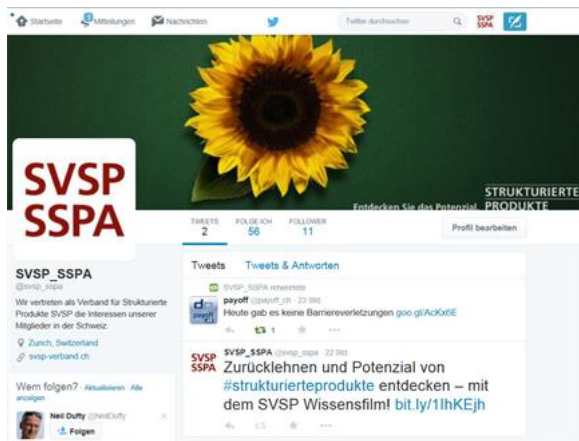 Startseite Mitteilungen Nachrichten Twitter durchsuchen SVSP SSPA
SVSP
SSPA
STRUKTURIERTE
Entdecken Sie das Potenzial. PRODUKTE
TWEETS FOLGE ICH FOLLOWER
2 56 11
Profil bearbeiten
SVSP_SSPA
@svsp_sspa
Wir vertreten als Verband für Strukturierte
Produkte SVSP die Interessen unserer
Mitglieder in der Schweiz.
Zurich, Switzerland
svsp-verband.ch
Wem folgen? · Aktualisieren · Alle
anzeigen
Neil Dutty @NeilDutty
Folgen
Tweets Tweets & Antworten
SVSP_SSPA retweetete
payoff @payoff_ch · 23 Std
Heute gab es keine Barriereverletzungen goo.gl/AcKx6E
1
SVSP
SSPA
SVSP_SSPA @svsp_sspa · 22 Std
Zurücklehnen und Potenzial von
#strukturierteprodukte entdecken – mit
dem SVSP Wissensfilm! bit.ly/1IhKEjh